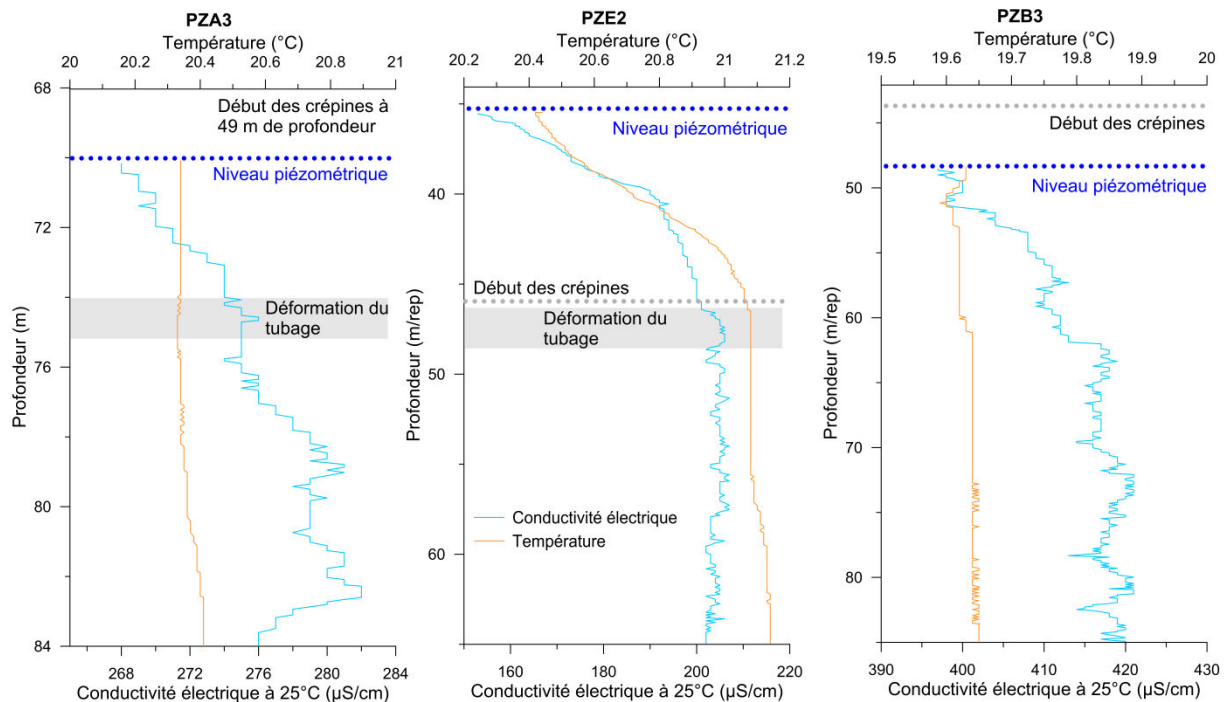 PZA3
Température (°C)
20 20.2 20.4 20.6 20.8 21
68
72
76
80
84
Profondeur (m)
Début des crépines à
49 m de profondeur
Niveau piézométrique
Déformation du
tubage
268 272 276 280 284
Conductivité électrique à 25°C (µS/cm)
PZE2
Température (°C)
20.2 20.4 20.6 20.8 21 21.2
40
50
60
Profondeur (m/rep)
Niveau piézométrique
Début des crépines
Déformation du
tubage
Conductivité électrique
Température
160 180 200 220
Conductivité électrique à 25°C (µS/cm)
PZB3
Température (°C)
19.5 19.6 19.7 19.8 19.9 20
50
60
70
80
Profondeur (m/rep)
Début des crépines
Niveau piézométrique
390 400 410 420 430
Conductivité électrique à 25°C (µS/cm)